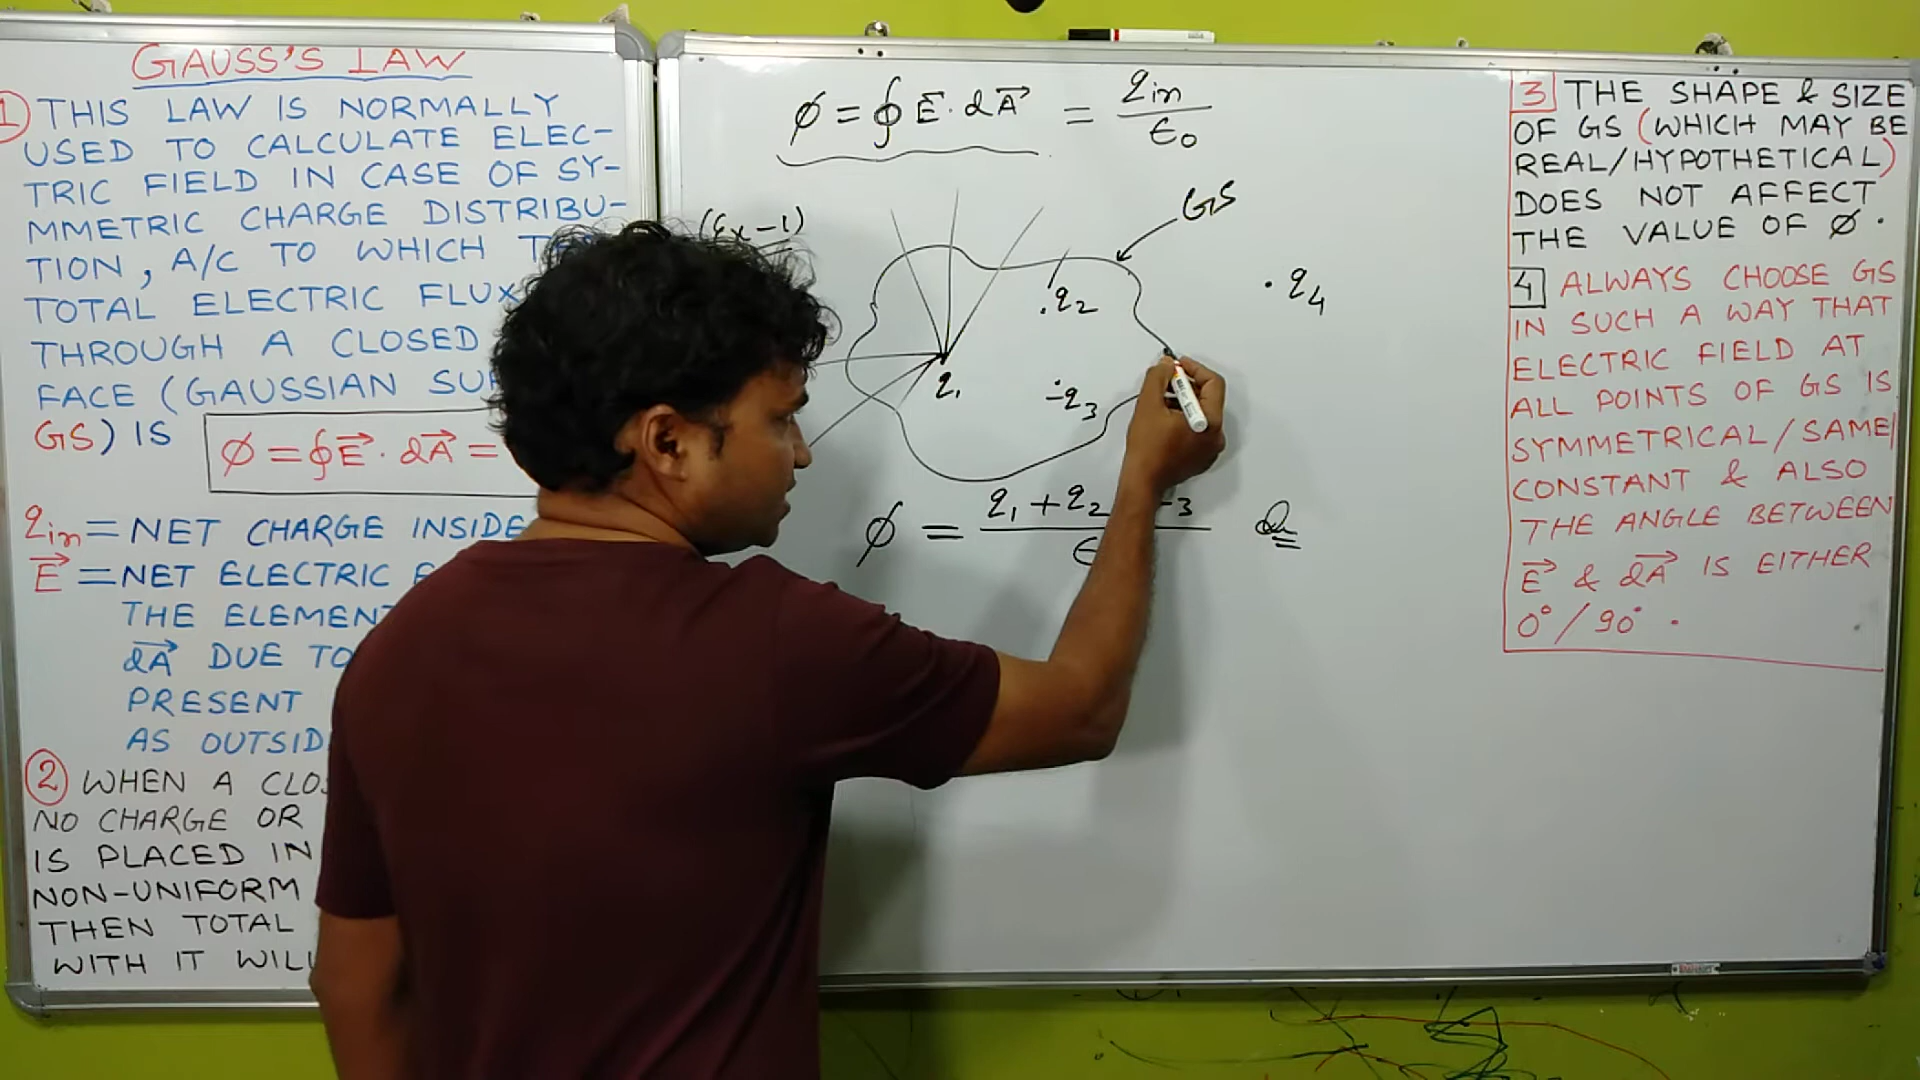 GAUSS'S LAW
1 THIS LAW IS NORMALLY
USED TO CALCULATE ELEC-
TRIC FIELD IN CASE OF SY-
MMETRIC CHARGE DISTRIBU-
TION, A/C TO WHICH
TOTAL ELECTRIC FLUX
THROUGH A CLOSED
FACE (GAUSSIAN
GS) IS
ϕ = ∮E⃗ · dA⃗ =
qin = NET CHARGE INSIDE
E⃗ = NET ELECTRIC
THE ELEMENT
dA⃗ DUE TO
PRESENT
AS OUTSID
2 WHEN A
NO CHARGE OR
IS PLACED IN
NON-UNIFORM
THEN TOTAL
WITH IT WILL
ϕ = ∮E⃗ · dA⃗ = qin/ϵ0
(Ex-1)
GS
q1
.q2
q3
. q4
ϕ = q1 + q2
3 THE SHAPE & SIZE
OF GS (WHICH MAY BE
REAL/HYPOTHETICAL)
DOES NOT AFFECT
THE VALUE OF ϕ.
4 ALWAYS CHOOSE GS
IN SUCH A WAY THAT
ELECTRIC FIELD AT
ALL POINTS OF GS IS
SYMMETRICAL/SAME/
CONSTANT & ALSO
THE ANGLE BETWEEN
E⃗ & dA⃗ IS EITHER
0°/90°.